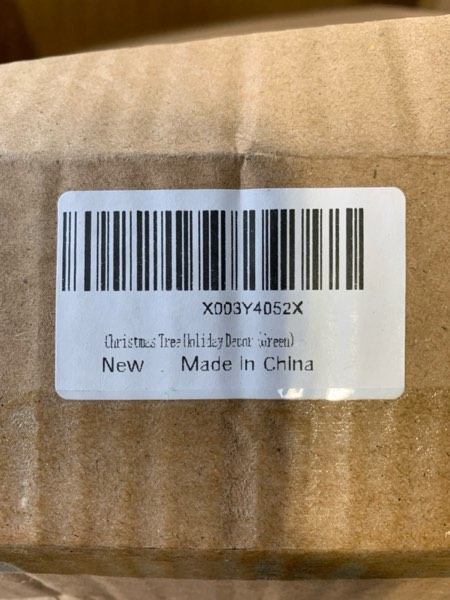 X003Y4052X
Christmas Tree Holiday Decor (Green)
New Made in China